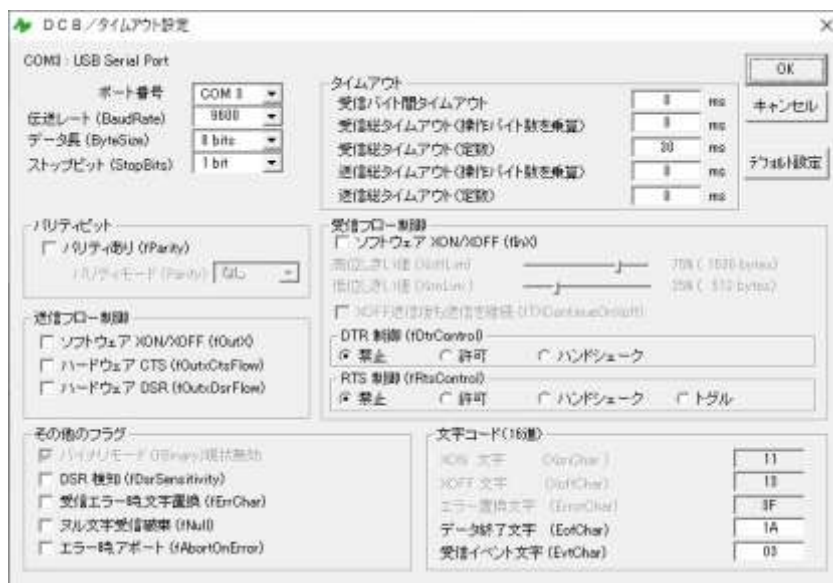 DCB／タイムアウト設定
COM3 : USB Serial Port
ポート番号 COM 3
伝送レート (BaudRate) 9600
データ長 (ByteSize) 8 bits
ストップビット (StopBits) 1 bit
タイムアウト
受信バイト間タイムアウト 0 ms
受信総タイムアウト(操作バイト数を乗算) 0 ms
受信総タイムアウト(定数) 30 ms
送信総タイムアウト(操作バイト数を乗算) 0 ms
送信総タイムアウト(定数) 0 ms
OK
キャンセル
デフォルト設定
パリティビット
パリティあり (fParity)
パリティモード (Parity) なし
送信フロー制御
ソフトウェア XON/XOFF (fOutX)
ハードウェア CTS (fOutxCtsFlow)
ハードウェア DSR (fOutxDsrFlow)
受信フロー制御
ソフトウェア XON/XOFF (fInX)
高位しきい値 (XoffLim) 75% ( 1536 bytes)
低位しきい値 (XonLim) 25% ( 512 bytes)
XOFF送信後も送信を継続 (fTXContinueOnXoff)
DTR 制御 (fDtrControl)
禁止 許可 ハンドシェーク
RTS 制御 (fRtsControl)
禁止 許可 ハンドシェーク トグル
その他のフラグ
バイナリモード (fBinary)現状無効
DSR 検知 (fDsrSensitivity)
受信エラー時文字置換 (fErrChar)
ヌル文字受信破棄 (fNull)
エラー時アボート (fAbortOnError)
文字コード(16進)
XON 文字 (XonChar ) 11
XOFF 文字 (XoffChar ) 13
エラー置換文字 (ErrorChar) 3F
データ終了文字 (EofChar) 1A
受信イベント文字 (EvtChar) 03